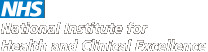 NHS
National Institute for
Health and Clinical Excellence